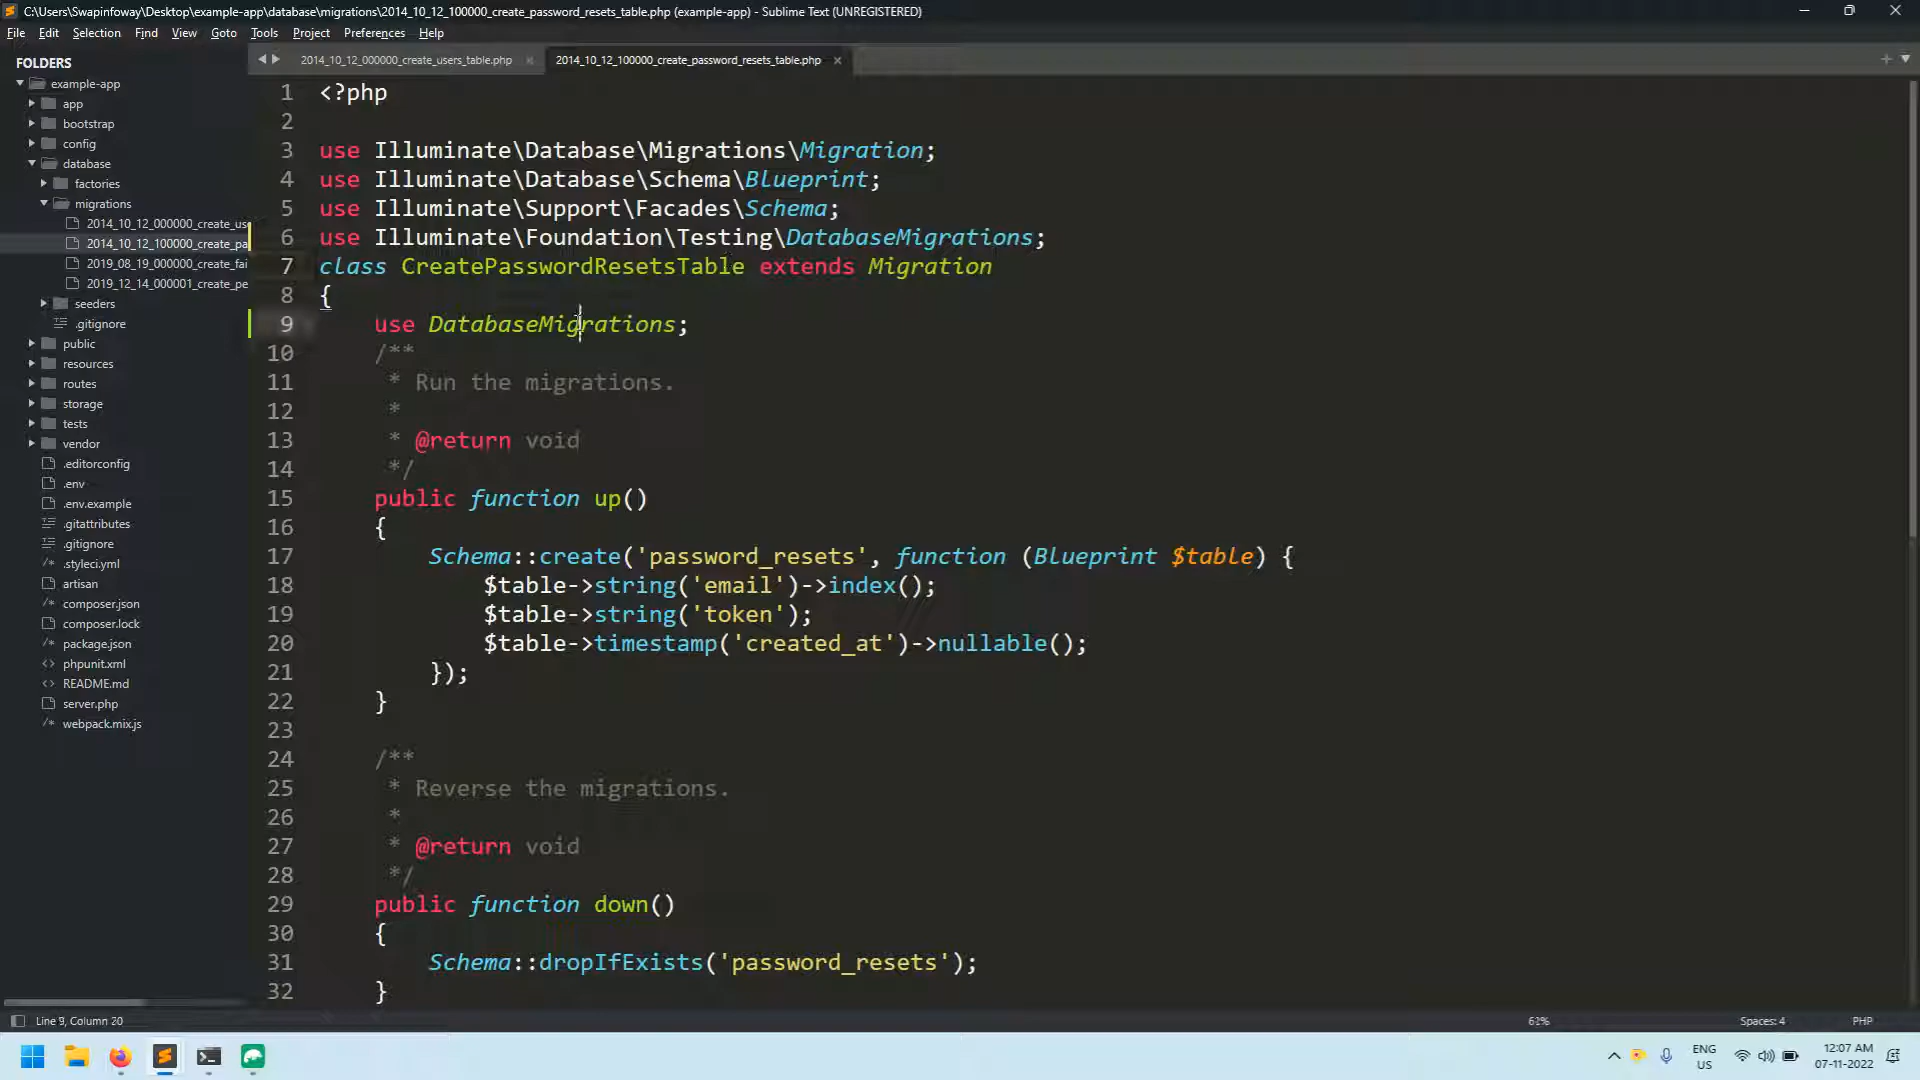 C:\Users\Swapinfoway\Desktop\example-app\database\migrations\2014_10_12_100000_create_password_resets_table.php (example-app) - Sublime Text (UNREGISTERED)
File Edit Selection Find View Goto Tools Project Preferences Help
FOLDERS
example-app
app
bootstrap
config
database
factories
migrations
2014_10_12_000000_create_us
2014_10_12_100000_create_pa
2019_08_19_000000_create_fai
2019_12_14_000001_create_pe
seeders
.gitignore
public
resources
routes
storage
tests
vendor
.editorconfig
.env
.env.example
.gitattributes
.gitignore
.styleci.yml
artisan
composer.json
composer.lock
package.json
phpunit.xml
README.md
server.php
webpack.mix.js
2014_10_12_000000_create_users_table.php
2014_10_12_100000_create_password_resets_table.php
1 <?php
2
3 use Illuminate\Database\Migrations\Migration;
4 use Illuminate\Database\Schema\Blueprint;
5 use Illuminate\Support\Facades\Schema;
6 use Illuminate\Foundation\Testing\DatabaseMigrations;
7 class CreatePasswordResetsTable extends Migration
8 {
9 use DatabaseMigrations;
10 /**
11 * Run the migrations.
12 *
13 * @return void
14 */
15 public function up()
16 {
17 Schema::create('password_resets', function (Blueprint $table) {
18 $table->string('email')->index();
19 $table->string('token');
20 $table->timestamp('created_at')->nullable();
21 });
22 }
23
24 /**
25 * Reverse the migrations.
26 *
27 * @return void
28 */
29 public function down()
30 {
31 Schema::dropIfExists('password_resets');
32 }
Line 9, Column 20
Spaces: 4
PHP
ENG
US
12:07 AM
07-11-2022